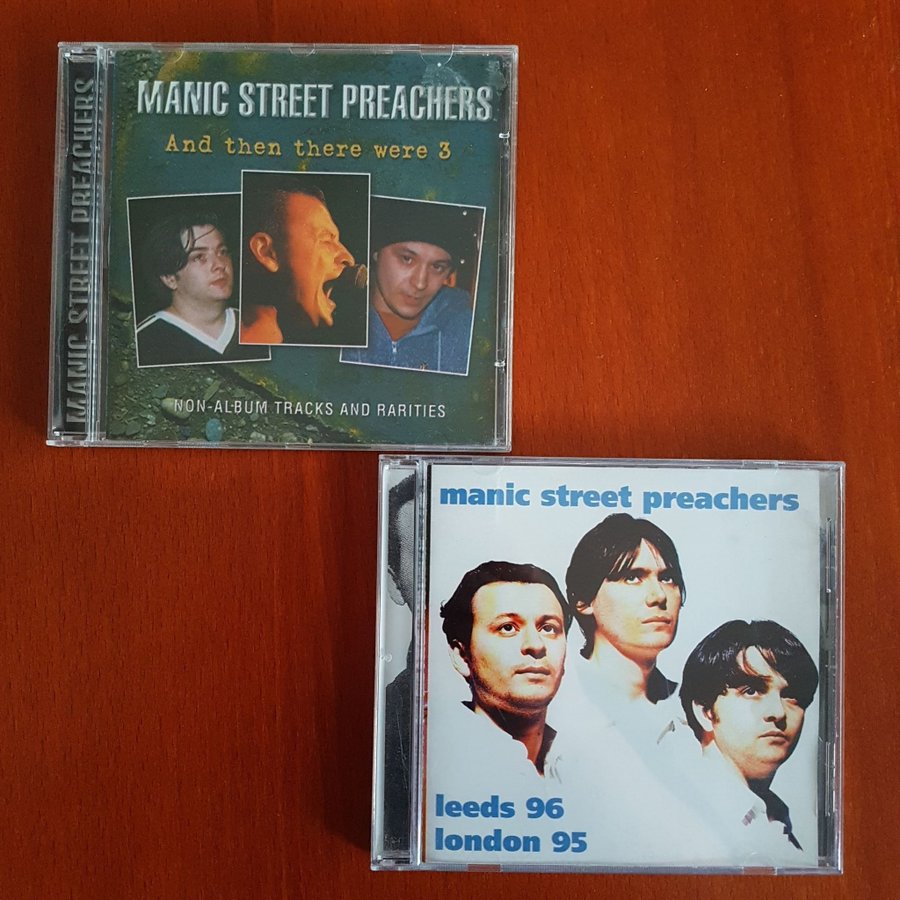 MANIC STREET PREACHERS
MANIC STREET PREACHERS
And then there were 3
NON-ALBUM TRACKS AND RARITIES
manic street preachers
leeds 96
london 95